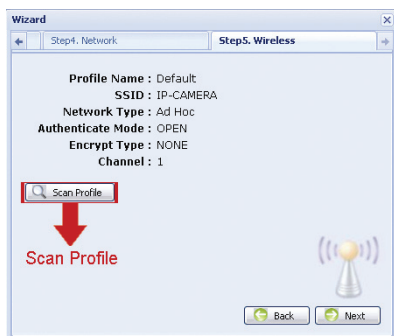 Wizard
Step4. Network
Step5. Wireless
Profile Name : Default
SSID : IP-CAMERA
Network Type : Ad Hoc
Authenticate Mode : OPEN
Encrypt Type : NONE
Channel : 1
Scan Profile
Scan Profile
Back
Next